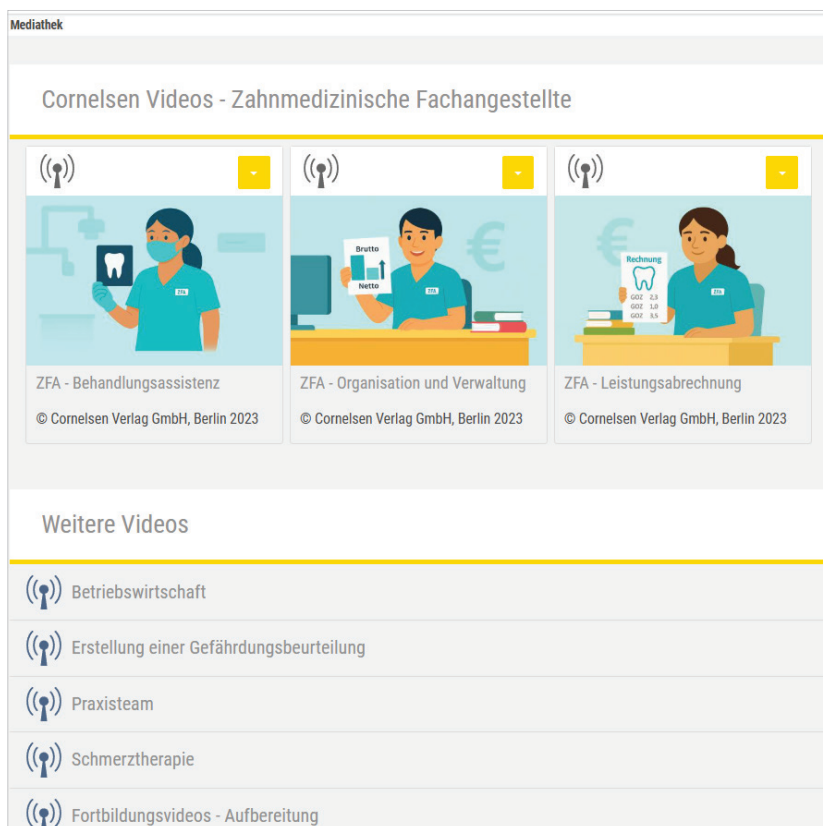 Mediathek
Cornelsen Videos - Zahnmedizinische Fachangestellte
ZFA
Brutto
Netto
ZFA
Rechnung
GOZ 2,3
GOZ 1,0
GOZ 3,5
ZFA
ZFA - Behandlungsassistenz
© Cornelsen Verlag GmbH, Berlin 2023
ZFA - Organisation und Verwaltung
© Cornelsen Verlag GmbH, Berlin 2023
ZFA - Leistungsabrechnung
© Cornelsen Verlag GmbH, Berlin 2023
Weitere Videos
Betriebswirtschaft
Erstellung einer Gefährdungsbeurteilung
Praxisteam
Schmerztherapie
Fortbildungsvideos - Aufbereitung